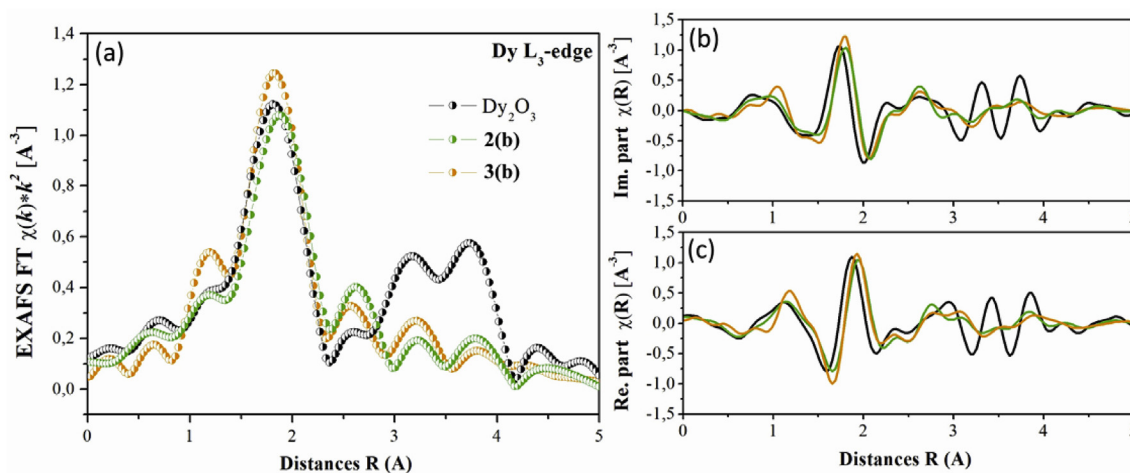 (a)
Dy L₃-edge
Dy₂O₃
2(b)
3(b)
EXAFS FT χ(k)*k² [A⁻³]
1,4
1,2
1,0
0,8
0,6
0,4
0,2
0,0
0 1 2 3 4 5
Distances R (A)
(b)
Im. part χ(R) [A⁻³]
1,5
1,0
0,5
0,0
-0,5
-1,0
-1,5
0 1 2 3 4
(c)
Re. part χ(R) [A⁻³]
1,5
1,0
0,5
0,0
-0,5
-1,0
-1,5
0 1 2 3 4
Distances R (A)